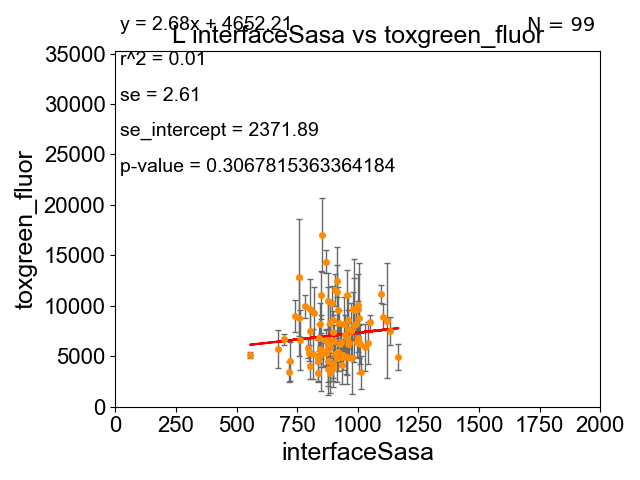 y = 2.68x + 4652.21
N = 99
L interfaceSasa vs toxgreen_fluor
r^2 = 0.01
se = 2.61
se_intercept = 2371.89
p-value = 0.3067815363364184
35000
30000
25000
20000
15000
10000
5000
0
toxgreen_fluor
0 250 500 750 1000 1250 1500 1750 2000
interfaceSasa